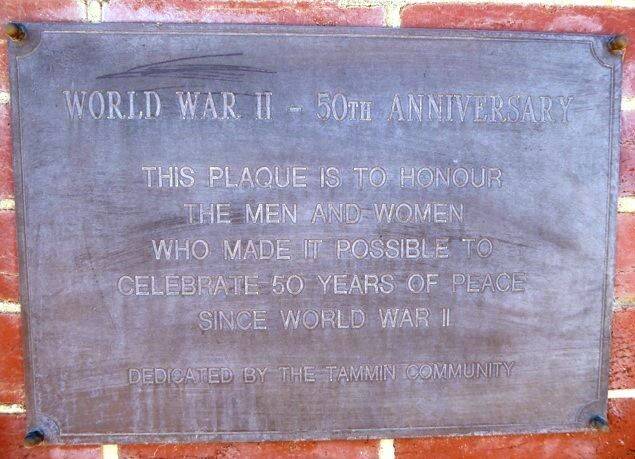 WORLD WAR II - 50TH ANNIVERSARY
THIS PLAQUE IS TO HONOUR
THE MEN AND WOMEN
WHO MADE IT POSSIBLE TO
CELEBRATE 50 YEARS OF PEACE
SINCE WORLD WAR II
DEDICATED BY THE TAMMIN COMMUNITY